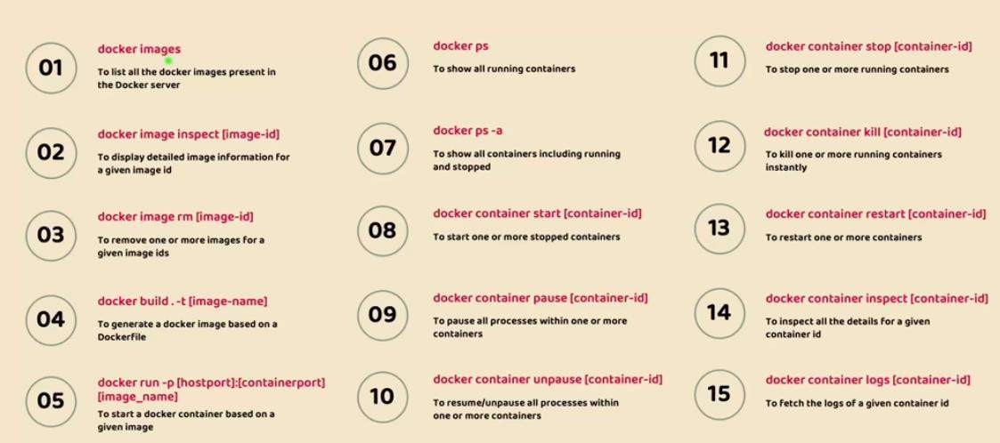 01
docker images
To list all the docker images present in
the Docker server
02
docker image inspect [image-id]
To display detailed image information for
a given image id
03
docker image rm [image-id]
To remove one or more images for a
given image ids
04
docker build . -t [image-name]
To generate a docker image based on a
Dockerfile
05
docker run -p [hostport]:[containerport]
[image_name]
To start a docker container based on a
given image
06
docker ps
To show all running containers
07
docker ps -a
To show all containers including running
and stopped
08
docker container start [container-id]
To start one or more stopped containers
09
docker container pause [container-id]
To pause all processes within one or more
containers
10
docker container unpause [container-id]
To resume/unpause all processes within
one or more containers
11
docker container stop [container-id]
To stop one or more running containers
12
docker container kill [container-id]
To kill one or more running containers
instantly
13
docker container restart [container-id]
To restart one or more containers
14
docker container inspect [container-id]
To inspect all the details for a given
container id
15
docker container logs [container-id]
To fetch the logs of a given container id